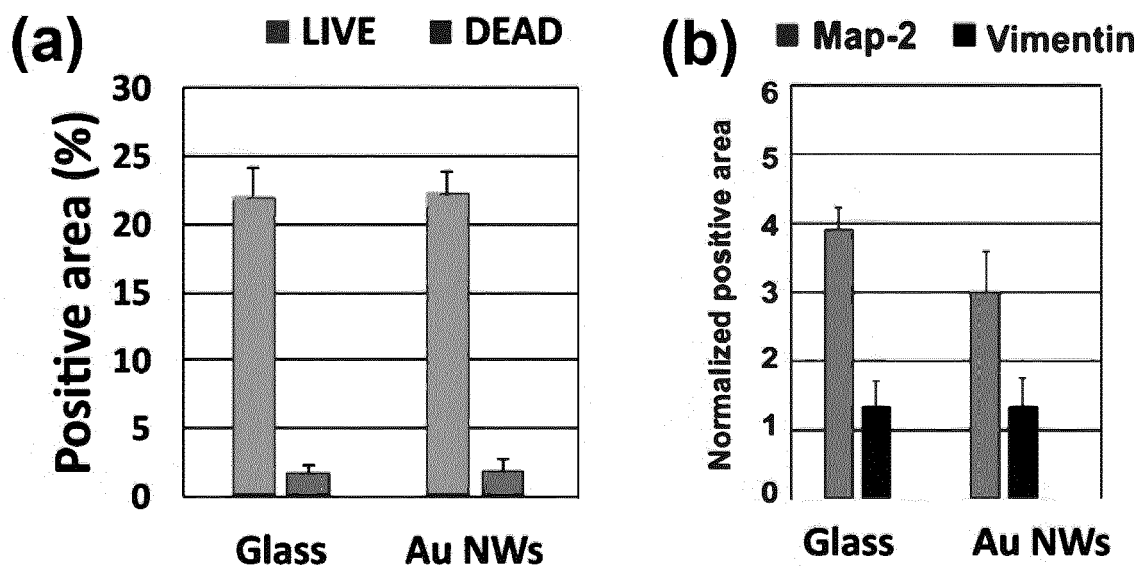 (a)
LIVE DEAD
Positive area (%)
30
25
20
15
10
5
0
Glass Au NWs
(b)
Map-2 Vimentin
Normalized positive area
6
5
4
3
2
1
0
Glass Au NWs